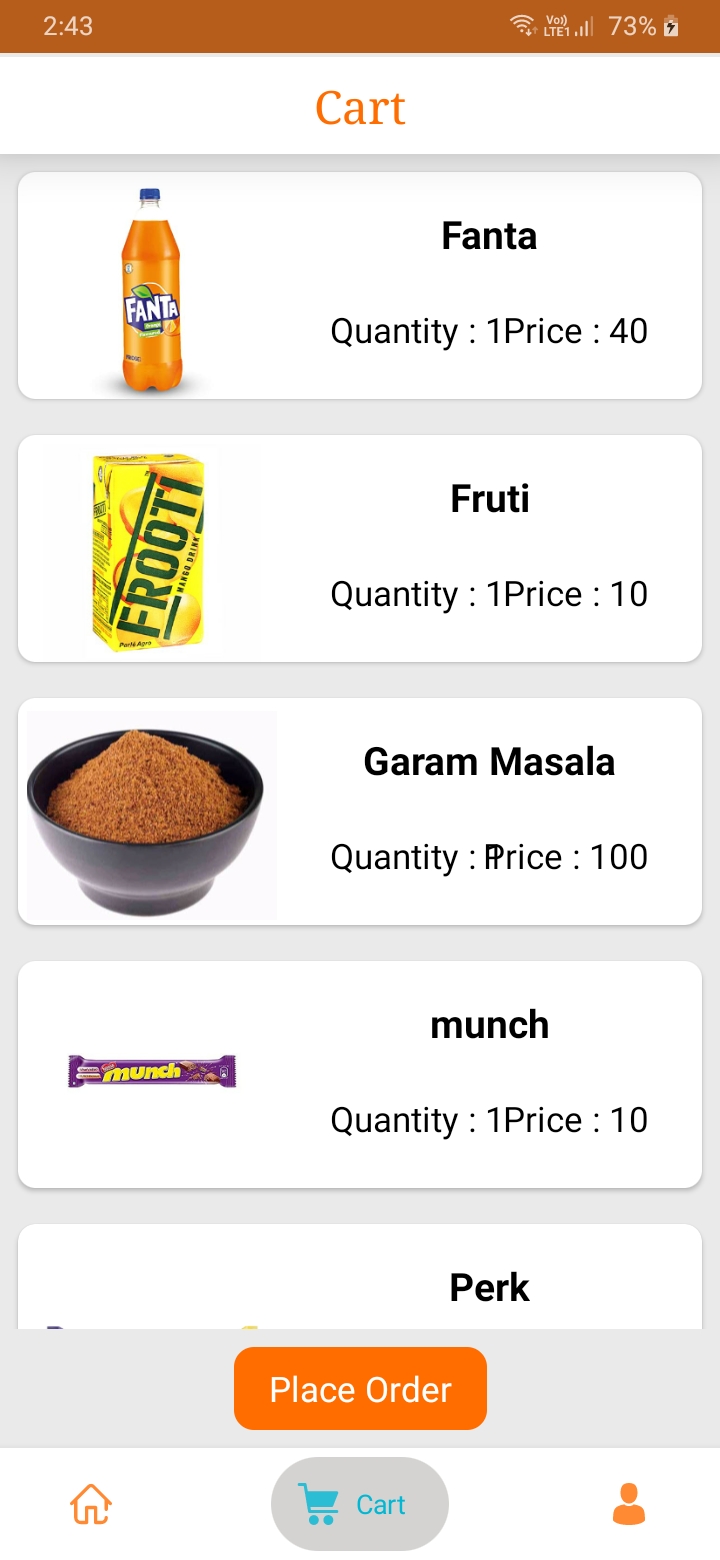 2:43
Vo))
LTE1
73%
Cart
Fanta
FANTA
Quantity : 1Price : 40
Fruti
FROOTI
MANGO DRINK
Parle Agro
Quantity : 1Price : 10
Garam Masala
Quantity : 1Price : 100
munch
munch
Quantity : 1Price : 10
Perk
Place Order
Cart